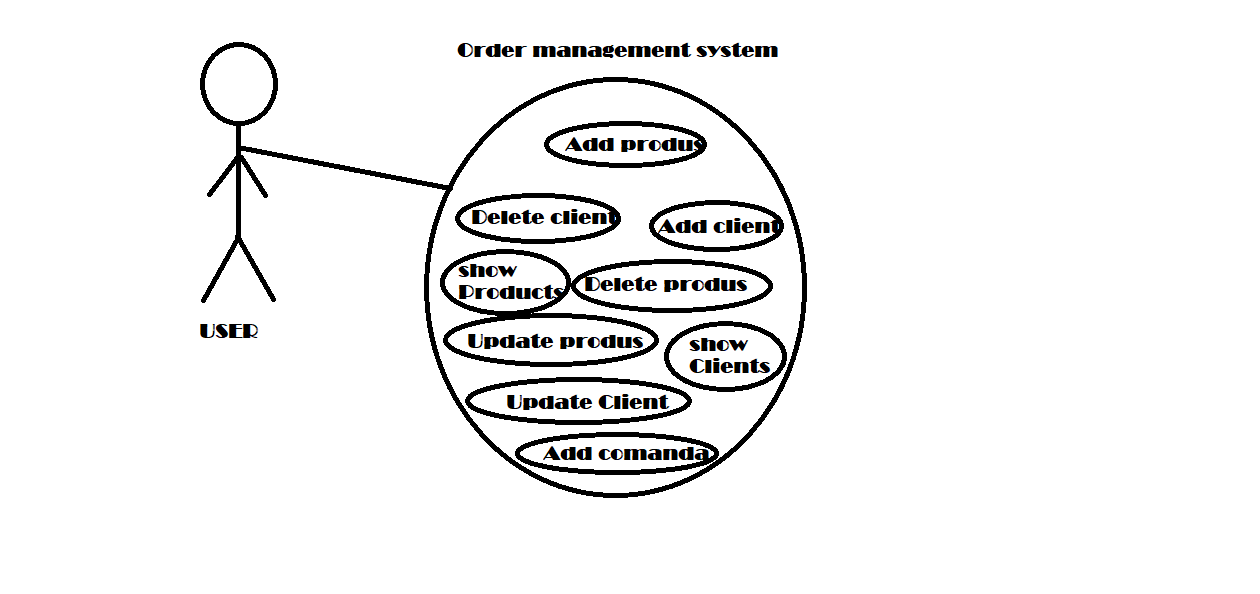 Order management system
Add produs
Delete client
Add client
show
Products
Delete produs
USER
Update produs
show
Clients
Update Client
Add comanda